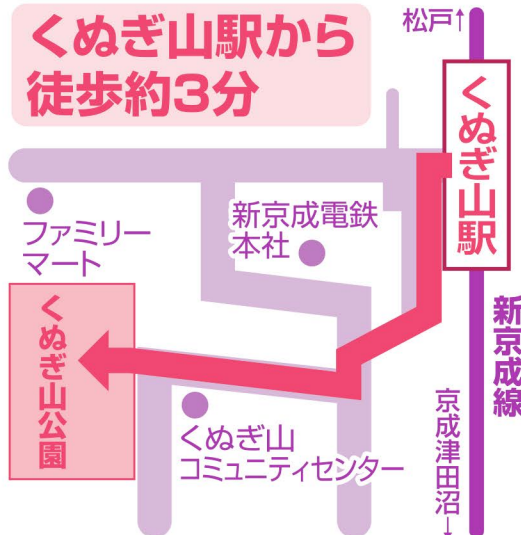 くぬぎ山駅から
徒歩約3分
松戸↑
くぬぎ山駅
新京成電鉄
本社
ファミリー
マート
新京成線
くぬぎ山公園
くぬぎ山
コミュニティセンター
京成津田沼↓